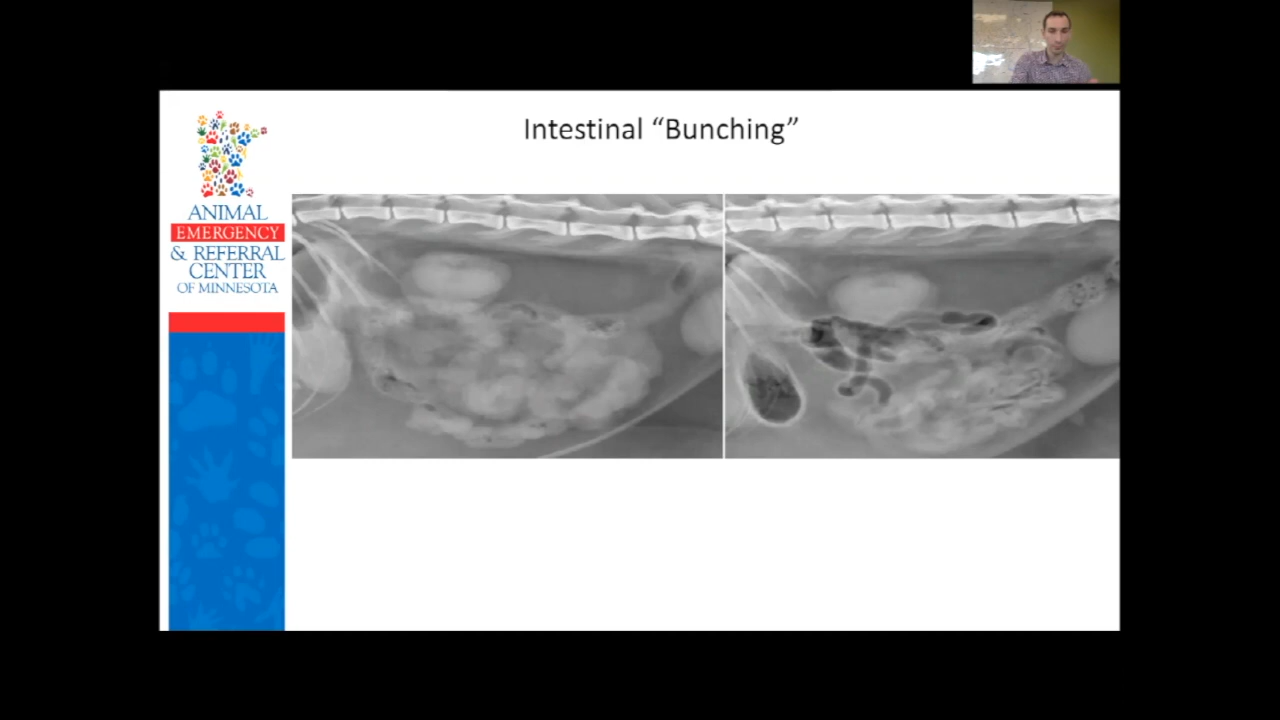 Intestinal “Bunching”
ANIMAL
EMERGENCY
& REFERRAL
CENTER
OF MINNESOTA